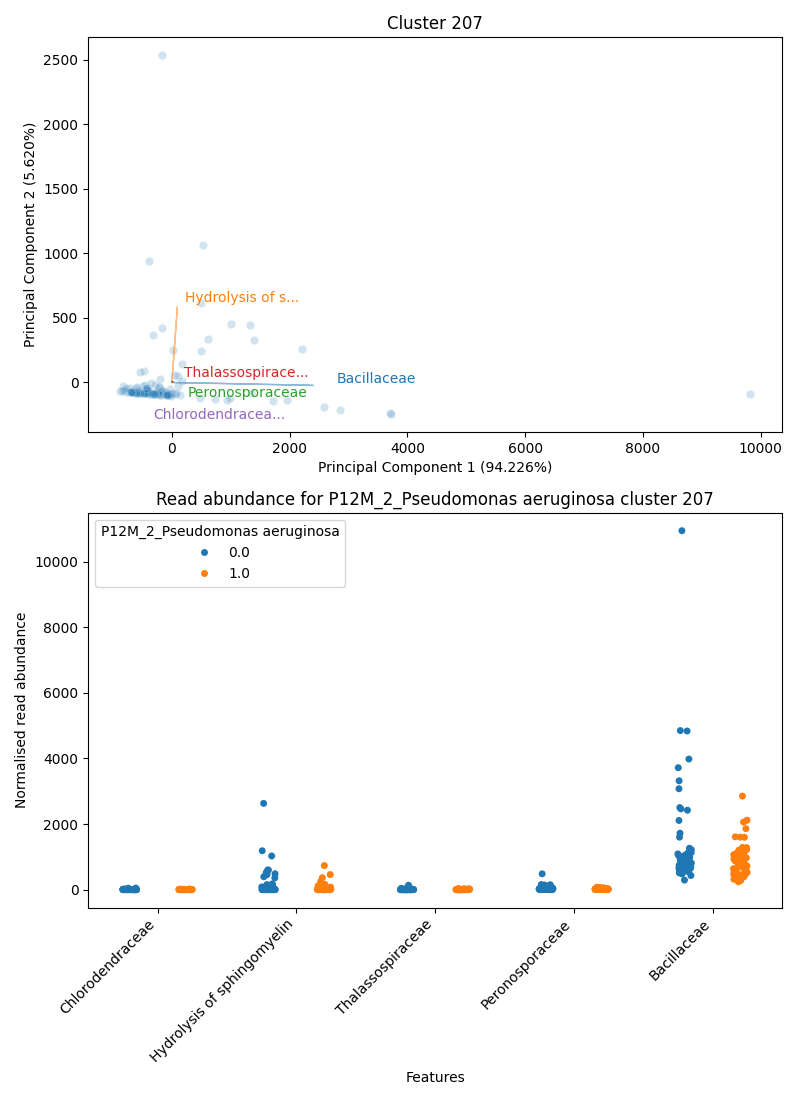 Cluster 207
Principal Component 2 (5.620%)
2500
2000
1500
1000
500
0
Hydrolysis of s...
Thalassospirace...
Bacillaceae
Peronosporaceae
Chlorodendracea...
0
2000
4000
6000
8000
10000
Principal Component 1 (94.226%)
Read abundance for P12M_2_Pseudomonas aeruginosa cluster 207
P12M_2_Pseudomonas aeruginosa
0.0
1.0
Normalised read abundance
10000
8000
6000
4000
2000
0
Chlorodendraceae
Hydrolysis of sphingomyelin
Thalassospiraceae
Peronosporaceae
Bacillaceae
Features